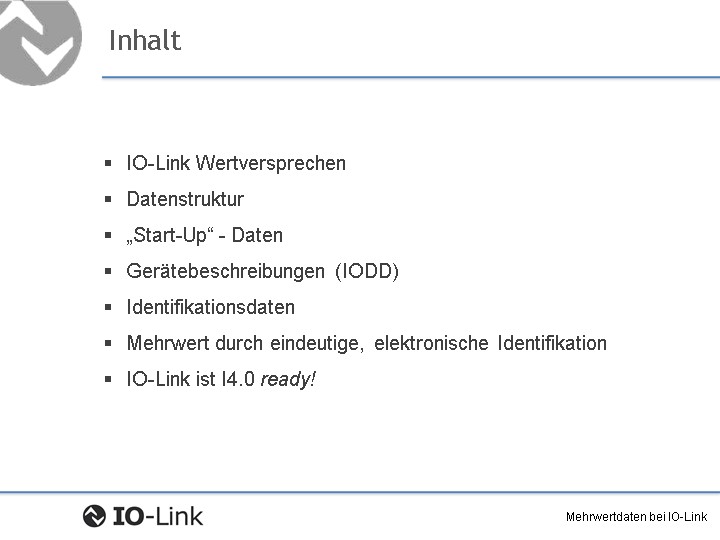 Inhalt
▪ IO-Link Wertversprechen
▪ Datenstruktur
▪ „Start-Up“ - Daten
▪ Gerätebeschreibungen (IODD)
▪ Identifikationsdaten
▪ Mehrwert durch eindeutige, elektronische Identifikation
▪ IO-Link ist I4.0 ready!
IO-Link
Mehrwertdaten bei IO-Link